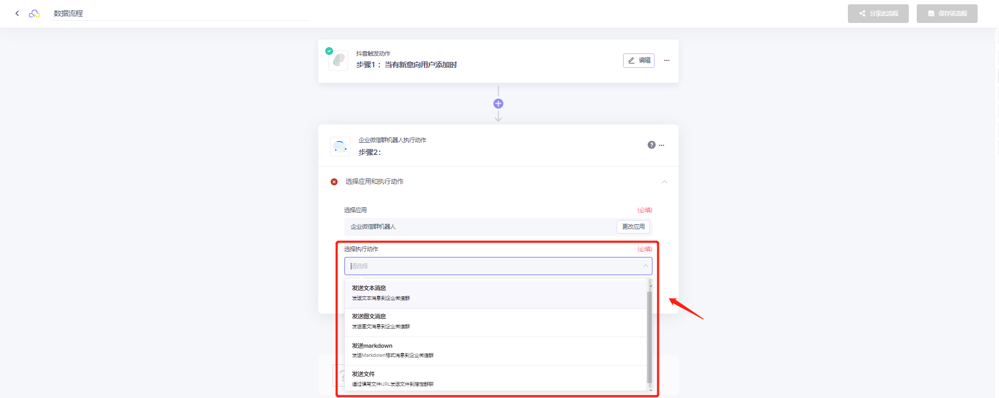 数据流程
分享此流程
保存该流程
抖音触发动作
步骤1： 当有新意向用户添加时
编辑
企业微信群机器人执行动作
步骤2：
选择应用和执行动作
选择应用
(必填)
企业微信群机器人
更改应用
选择执行动作
(必填)
请选择
发送文本消息
发送文本消息到企业微信群
发送图文消息
发送图文消息到企业微信群
发送markdown
发送Markdown格式消息到企业微信群
发送文件
通过填写文件URL发送文件到指定群聊